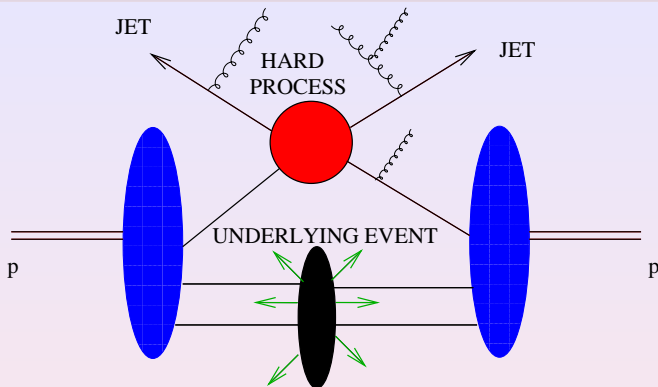 JET
JET
HARD
PROCESS
UNDERLYING EVENT
p
p